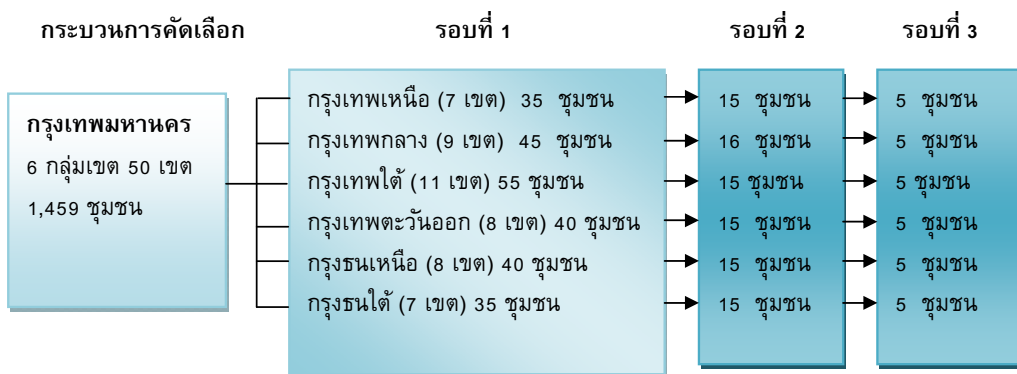 กระบวนการคัดเลือก รอบที่ 1 รอบที่ 2 รอบที่ 3
กรุงเทพมหานคร
6 กลุ่มเขต 50 เขต
1,459 ชุมชน
กรุงเทพเหนือ (7 เขต) 35 ชุมชน 15 ชุมชน 5 ชุมชน
กรุงเทพกลาง (9 เขต) 45 ชุมชน 16 ชุมชน 5 ชุมชน
กรุงเทพใต้ (11 เขต) 55 ชุมชน 15 ชุมชน 5 ชุมชน
กรุงเทพตะวันออก (8 เขต) 40 ชุมชน 15 ชุมชน 5 ชุมชน
กรุงธนเหนือ (8 เขต) 40 ชุมชน 15 ชุมชน 5 ชุมชน
กรุงธนใต้ (7 เขต) 35 ชุมชน 15 ชุมชน 5 ชุมชน